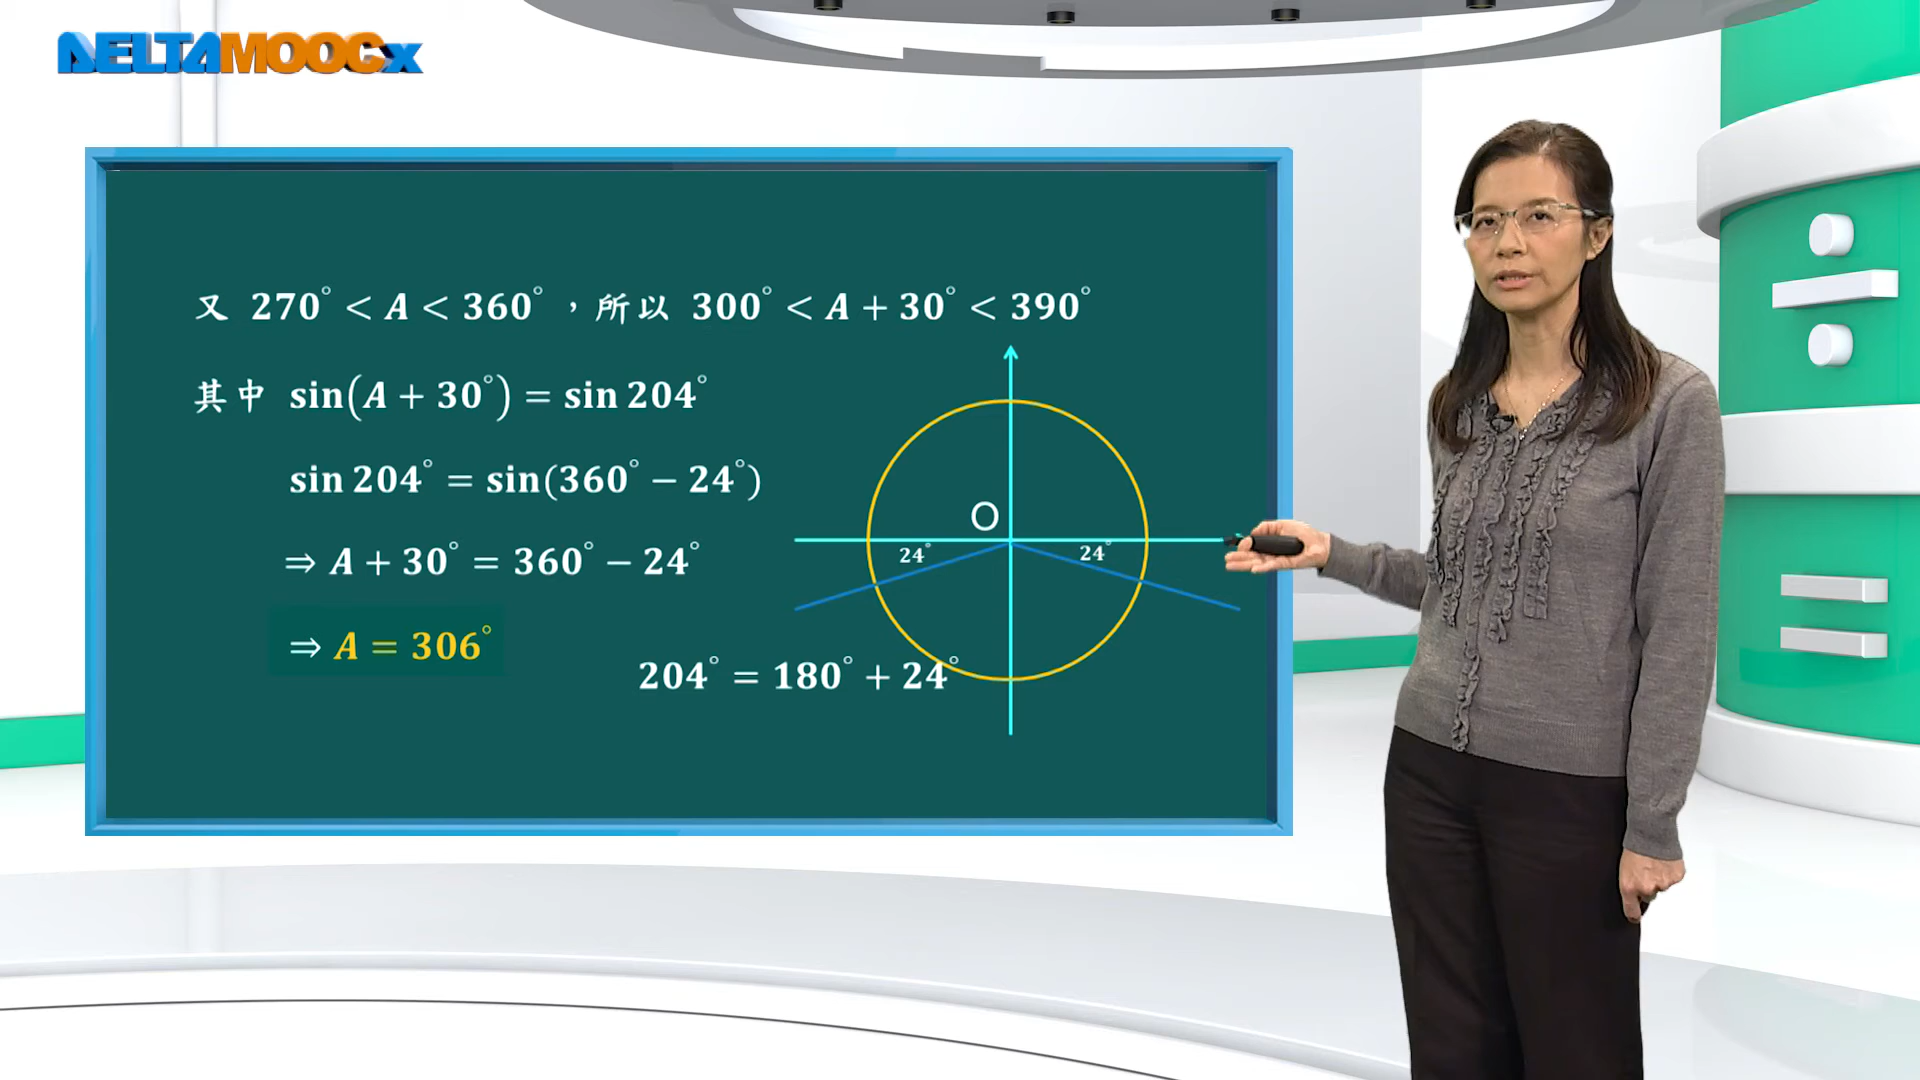 DELTAMOOCx
又 270° < A < 360° ，所以 300° < A + 30° < 390°
其中 sin(A + 30°) = sin 204°
sin 204° = sin(360° − 24°)
⇒ A + 30° = 360° − 24°
⇒ A = 306°
O
24°
24°
204° = 180° + 24°